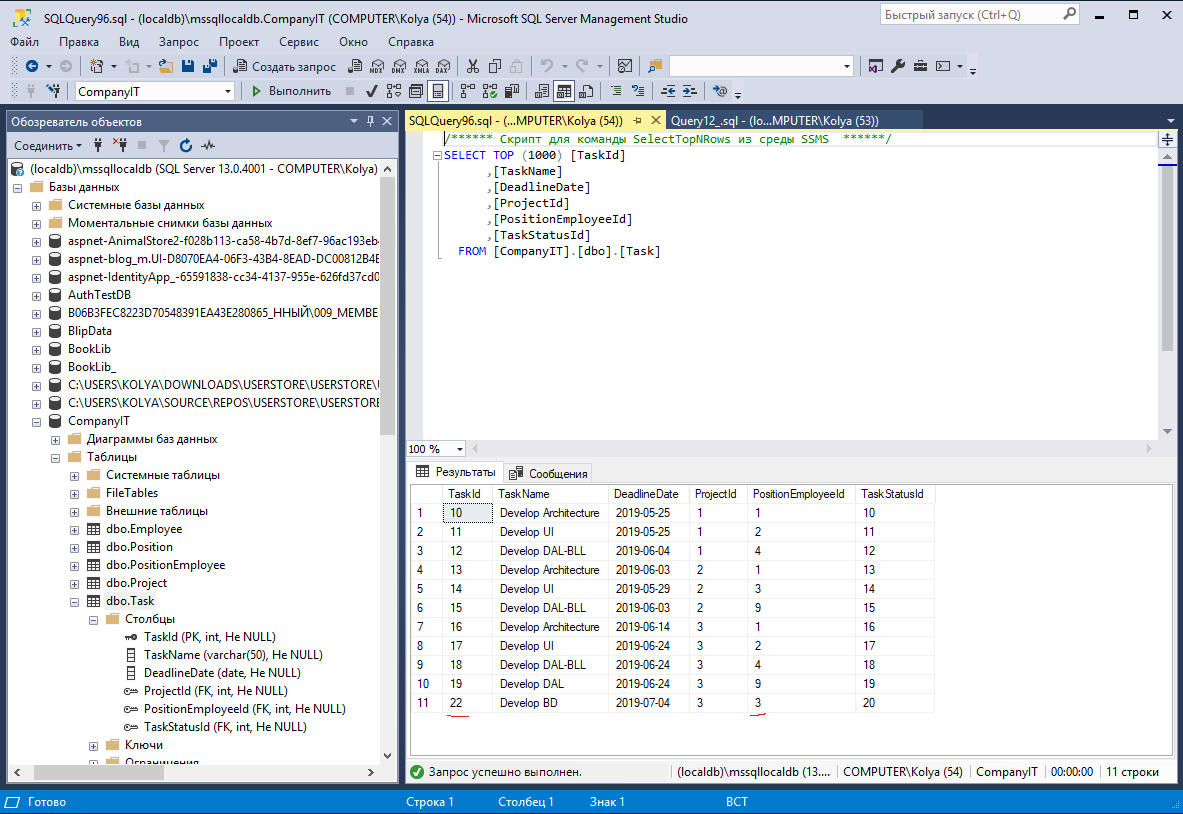 SQLQuery96.sql - (localdb)\mssqllocaldb.CompanyIT (COMPUTER\Kolya (54)) - Microsoft SQL Server Management Studio
Быстрый запуск (Ctrl+Q)
Файл Правка Вид Запрос Проект Сервис Окно Справка
Создать запрос MDX DMX XMLA DAX
CompanyIT Выполнить
Обозреватель объектов
Соединить
(localdb)\mssqllocaldb (SQL Server 13.0.4001 - COMPUTER\Kolya)
Базы данных
Системные базы данных
Моментальные снимки базы данных
aspnet-AnimalStore2-f028b113-ca58-4b7d-8ef7-96ac193eb4
aspnet-blog_m.UI-D8070EA4-06F3-43B4-8EAD-DC00812B4E
aspnet-IdentityApp_-65591838-cc34-4137-955e-626fd37cd0
AuthTestDB
B06B3FEC8223D70548391EA43E280865_ННЫЙ\009_MEMBE
BlipData
BookLib
BookLib_
C:\USERS\KOLYA\DOWNLOADS\USERSTORE\USERSTORE\
C:\USERS\KOLYA\SOURCE\REPOS\USERSTORE\USERSTORE
CompanyIT
Диаграммы баз данных
Таблицы
Системные таблицы
FileTables
Внешние таблицы
dbo.Employee
dbo.Position
dbo.PositionEmployee
dbo.Project
dbo.Task
Столбцы
TaskId (PK, int, Не NULL)
TaskName (varchar(50), Не NULL)
DeadlineDate (date, Не NULL)
ProjectId (FK, int, Не NULL)
PositionEmployeeId (FK, int, Не NULL)
TaskStatusId (FK, int, Не NULL)
Ключи
Ограничения
SQLQuery96.sql - (...MPUTER\Kolya (54)) Query12_.sql - (lo...MPUTER\Kolya (53))
/****** Скрипт для команды SelectTopNRows из среды SSMS  ******/
SELECT TOP (1000) [TaskId]
,[TaskName]
,[DeadlineDate]
,[ProjectId]
,[PositionEmployeeId]
,[TaskStatusId]
FROM [CompanyIT].[dbo].[Task]
100 %
Результаты Сообщения
TaskId TaskName DeadlineDate ProjectId PositionEmployeeId TaskStatusId
1 10 Develop Architecture 2019-05-25 1 1 10
2 11 Develop UI 2019-05-25 1 2 11
3 12 Develop DAL-BLL 2019-06-04 1 4 12
4 13 Develop Architecture 2019-06-03 2 1 13
5 14 Develop UI 2019-05-29 2 3 14
6 15 Develop DAL-BLL 2019-06-03 2 9 15
7 16 Develop Architecture 2019-06-14 3 1 16
8 17 Develop UI 2019-06-24 3 2 17
9 18 Develop DAL-BLL 2019-06-24 3 4 18
10 19 Develop DAL 2019-06-24 3 9 19
11 22 Develop BD 2019-07-04 3 3 20
Запрос успешно выполнен. (localdb)\mssqllocaldb (13.... COMPUTER\Kolya (54) CompanyIT 00:00:00 11 строки
Готово Строка 1 Столбец 1 Знак 1 ВСТ